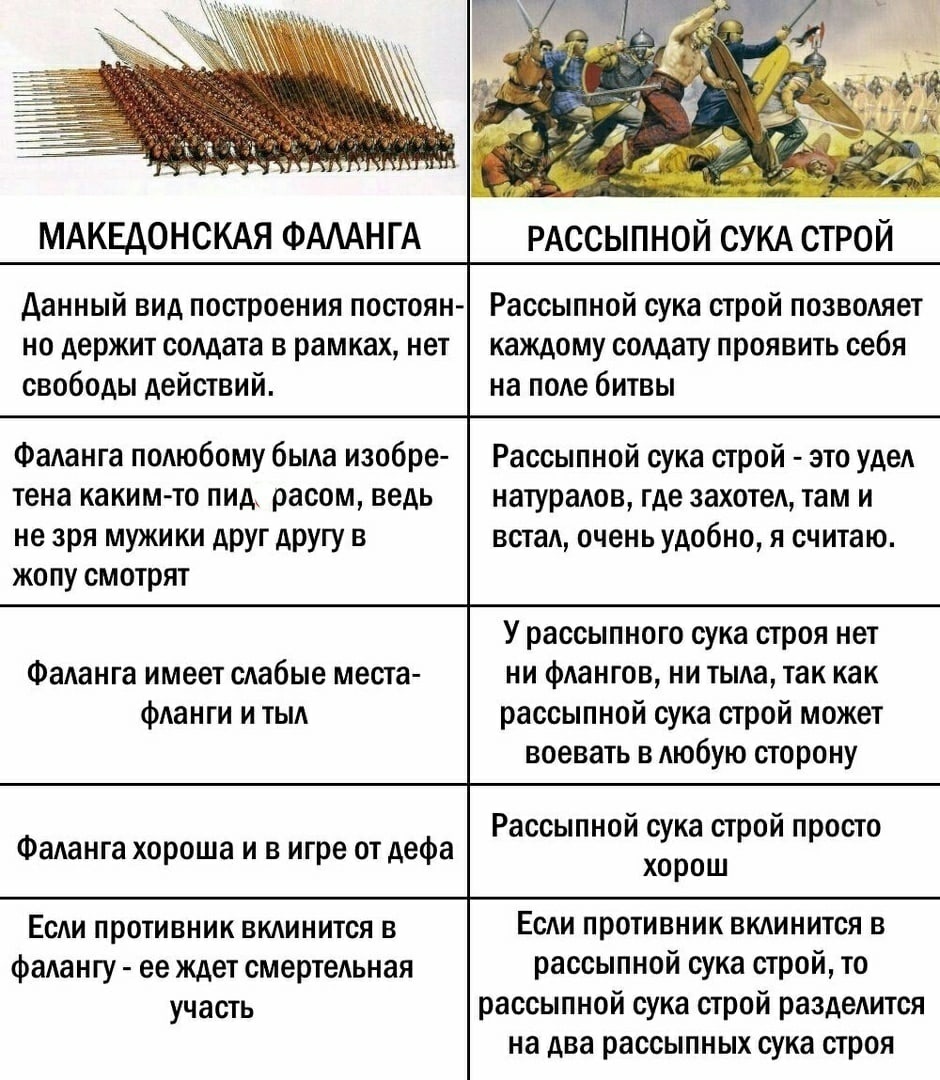 МАКЕДОНСКАЯ ФАЛАНГА
РАССЫПНОЙ СУКА СТРОЙ
Данный вид построения постоян-
но держит солдата в рамках, нет
свободы действий.
Рассыпной сука строй позволяет
каждому солдату проявить себя
на поле битвы
Фаланга полюбому была изобре-
тена каким-то пид расом, ведь
не зря мужики друг другу в
жопу смотрят
Рассыпной сука строй - это удел
натуралов, где захотел, там и
встал, очень удобно, я считаю.
Фаланга имеет слабые места-
фланги и тыл
У рассыпного сука строя нет
ни флангов, ни тыла, так как
рассыпной сука строй может
воевать в любую сторону
Фаланга хороша и в игре от дефа
Рассыпной сука строй просто
хорош
Если противник вклинится в
фалангу - ее ждет смертельная
участь
Если противник вклинится в
рассыпной сука строй, то
рассыпной сука строй разделится
на два рассыпных сука строя